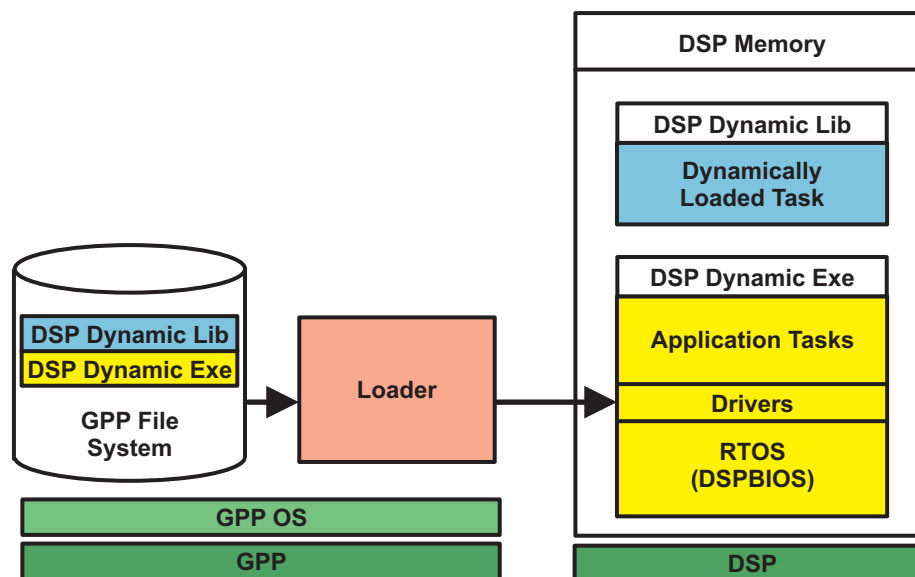 DSP Memory
DSP Dynamic Lib
Dynamically
Loaded Task
DSP Dynamic Exe
Application Tasks
Drivers
RTOS
(DSPBIOS)
DSP Dynamic Lib
DSP Dynamic Exe
GPP File
System
Loader
GPP OS
GPP
DSP